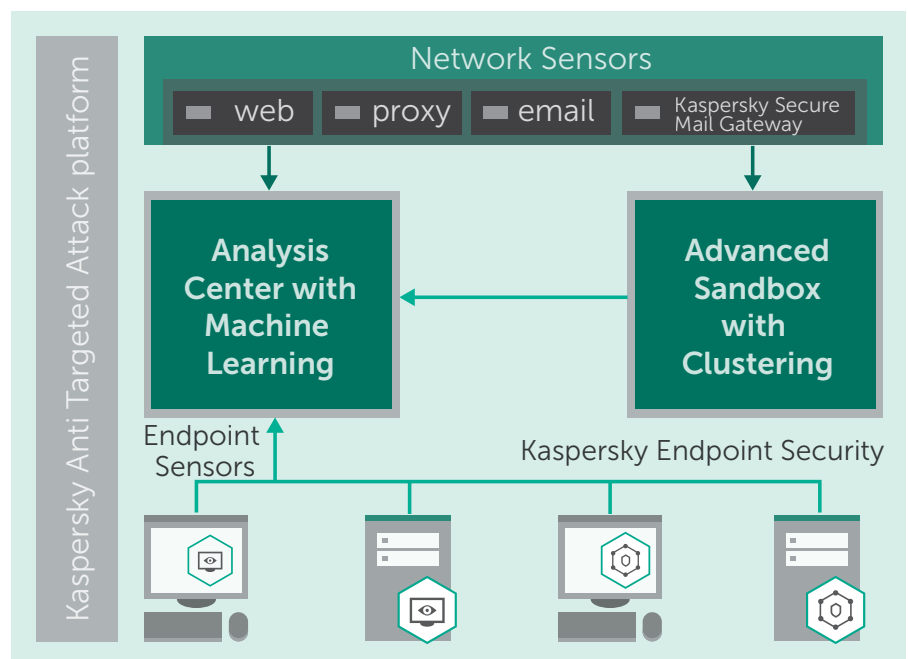 Kaspersky Anti Targeted Attack platform
Network Sensors
web
proxy
email
Kaspersky Secure
Mail Gateway
Analysis
Center with
Machine
Learning
Advanced
Sandbox
with
Clustering
Endpoint
Sensors
Kaspersky Endpoint Security